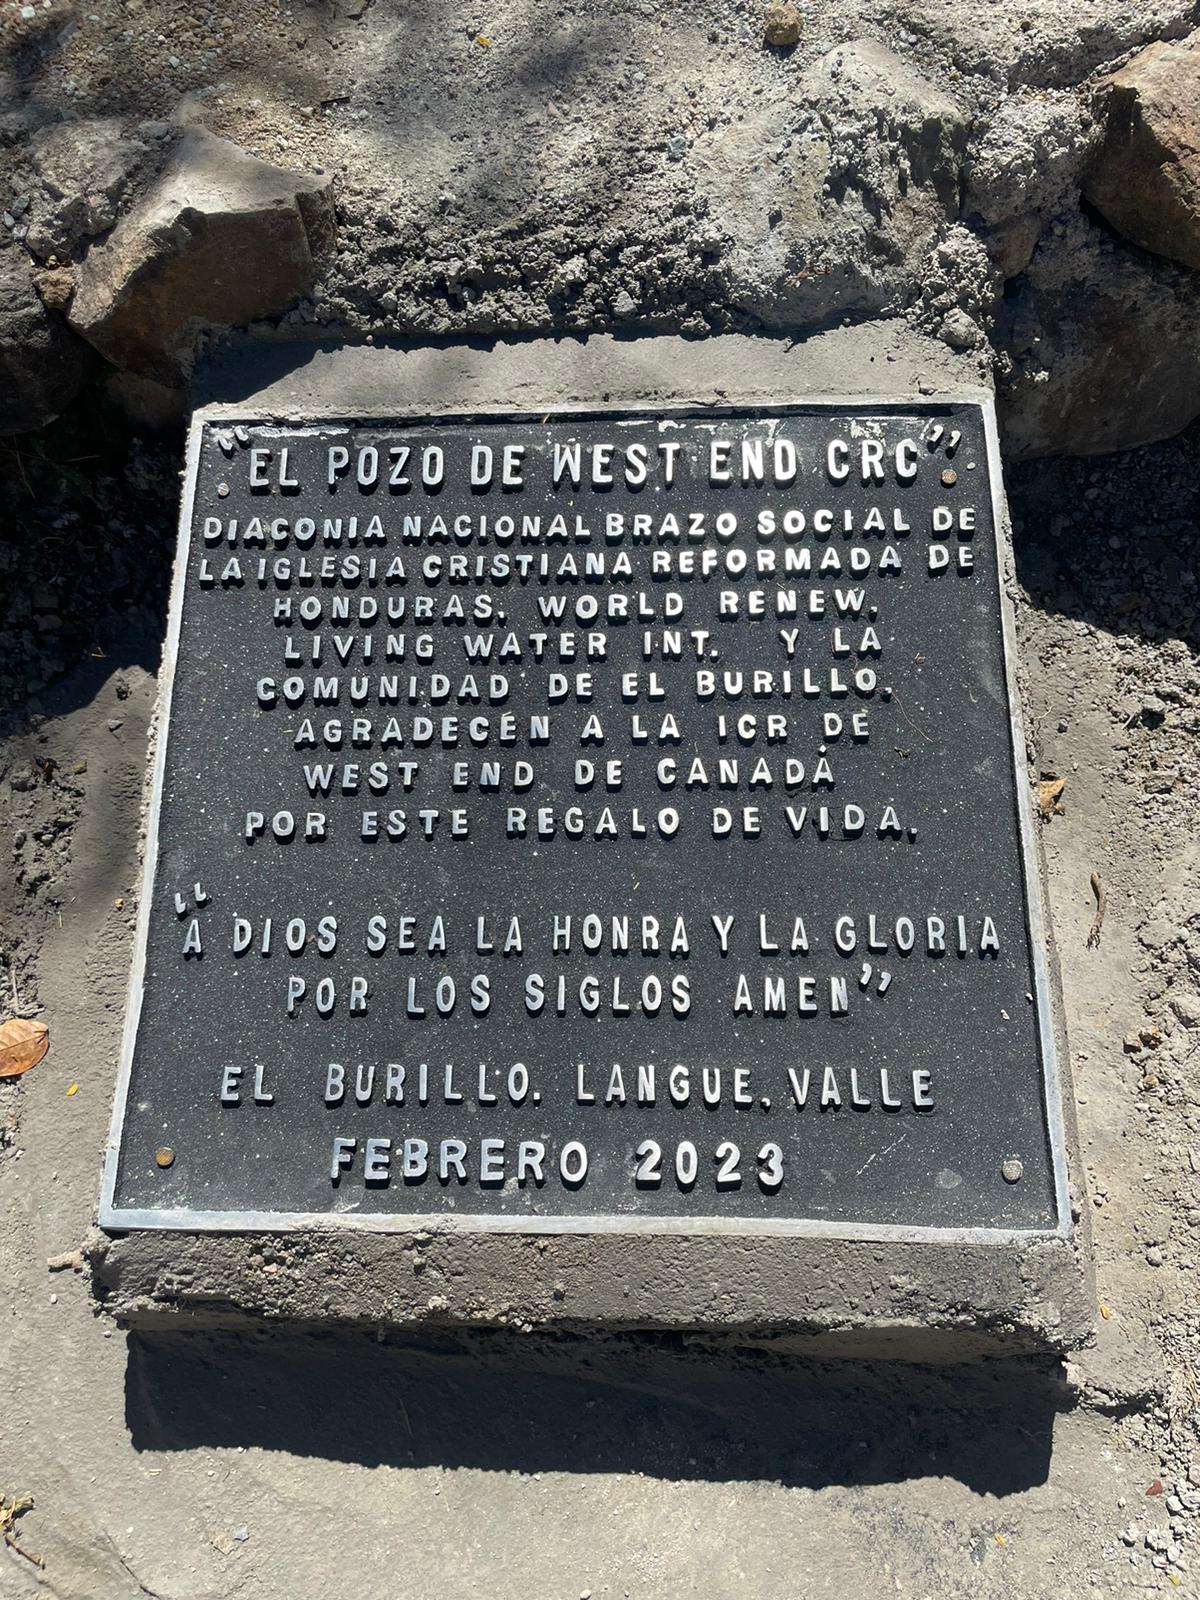 "EL POZO DE WEST END CRC"
DIACONIA NACIONAL BRAZO SOCIAL DE
LA IGLESIA CRISTIANA REFORMADA DE
HONDURAS. WORLD RENEW.
LIVING WATER INT. Y LA
COMUNIDAD DE EL BURILLO.
AGRADECEN A LA ICR DE
WEST END DE CANADÁ
POR ESTE REGALO DE VIDA.
"A DIOS SEA LA HONRA Y LA GLORIA
POR LOS SIGLOS AMEN"
EL BURILLO. LANGUE, VALLE
FEBRERO 2023